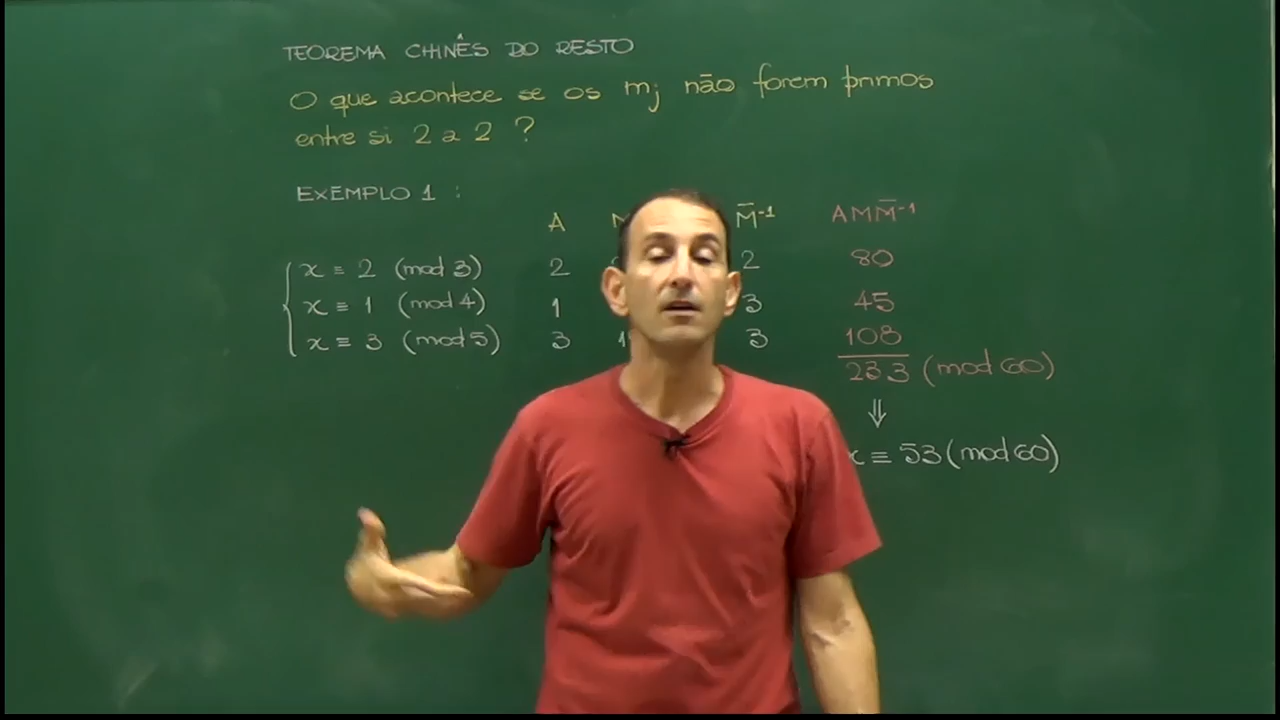 TEOREMA CHINÊS DO RESTO
O que acontece se os mj não forem primos
entre si 2 a 2 ?
EXEMPLO 1 :
A M̄⁻¹ AMM̄⁻¹
x ≡ 2 (mod 3) 2 2 80
x ≡ 1 (mod 4) 1 3 45
x ≡ 3 (mod 5) 3 3 108
233 (mod 60)
⇓
x ≡ 53 (mod 60)